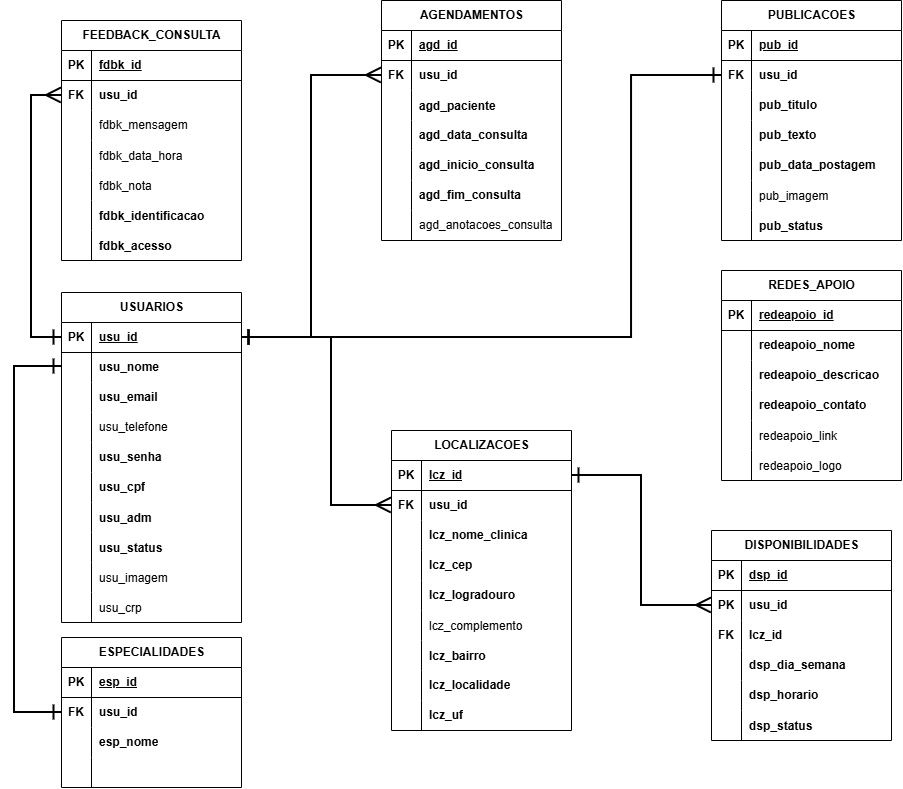 FEEDBACK_CONSULTA
PK fdbk_id
FK usu_id
fdbk_mensagem
fdbk_data_hora
fdbk_nota
fdbk_identificacao
fdbk_acesso
AGENDAMENTOS
PK agd_id
FK usu_id
agd_paciente
agd_data_consulta
agd_inicio_consulta
agd_fim_consulta
agd_anotacoes_consulta
PUBLICACOES
PK pub_id
FK usu_id
pub_titulo
pub_texto
pub_data_postagem
pub_imagem
pub_status
USUARIOS
PK usu_id
usu_nome
usu_email
usu_telefone
usu_senha
usu_cpf
usu_adm
usu_status
usu_imagem
usu_crp
REDES_APOIO
PK redeapoio_id
redeapoio_nome
redeapoio_descricao
redeapoio_contato
redeapoio_link
redeapoio_logo
LOCALIZACOES
PK lcz_id
FK usu_id
lcz_nome_clinica
lcz_cep
lcz_logradouro
lcz_complemento
lcz_bairro
lcz_localidade
lcz_uf
DISPONIBILIDADES
PK dsp_id
PK usu_id
FK lcz_id
dsp_dia_semana
dsp_horario
dsp_status
ESPECIALIDADES
PK esp_id
FK usu_id
esp_nome